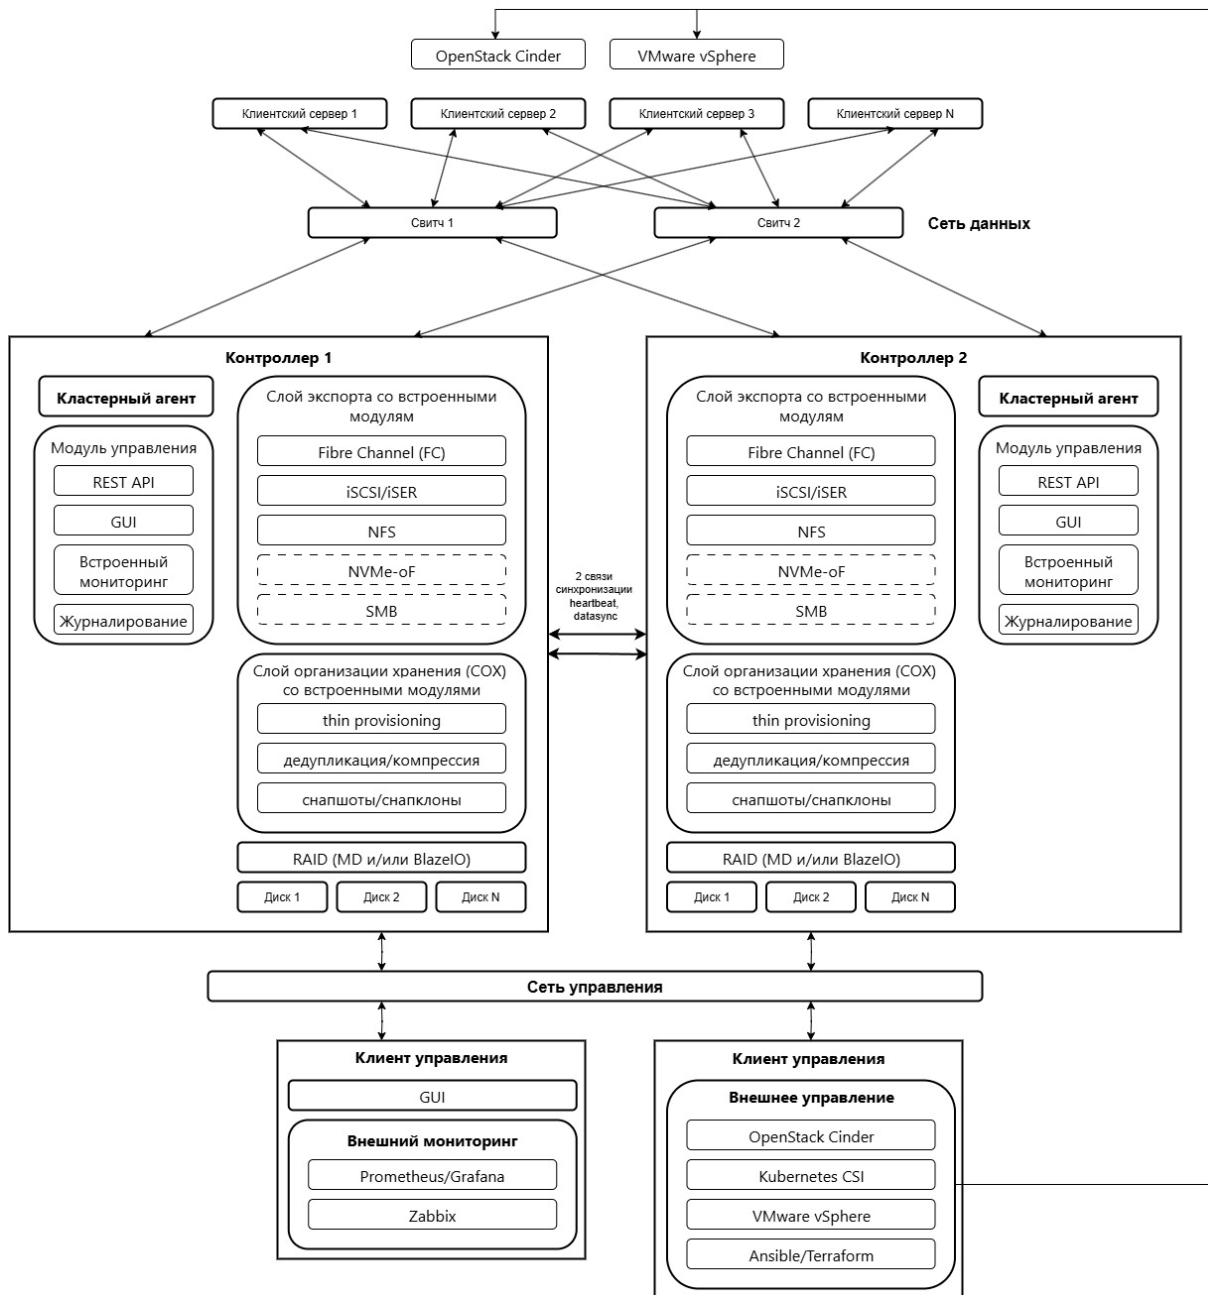 OpenStack Cinder
VMware vSphere
Клиентский сервер 1
Клиентский сервер 2
Клиентский сервер 3
Клиентский сервер N
Свитч 1
Свитч 2
Сеть данных
Контроллер 1
Кластерный агент
Модуль управления
REST API
GUI
Встроенный
мониторинг
Журналирование
Слой экспорта со встроенными
модулям
Fibre Channel (FC)
iSCSI/iSER
NFS
NVMe-oF
SMB
Слой организации хранения (СОХ)
со встроенными модулями
thin provisioning
дедупликация/компрессия
снапшоты/снапклоны
RAID (MD и/или BlazeIO)
Диск 1
Диск 2
Диск N
2 связи
синхронизации
heartbeat,
datasync
Контроллер 2
Слой экспорта со встроенными
модулям
Fibre Channel (FC)
iSCSI/iSER
NFS
NVMe-oF
SMB
Слой организации хранения (СОХ)
со встроенными модулями
thin provisioning
дедупликация/компрессия
снапшоты/снапклоны
RAID (MD и/или BlazeIO)
Диск 1
Диск 2
Диск N
Кластерный агент
Модуль управления
REST API
GUI
Встроенный
мониторинг
Журналирование
Сеть управления
Клиент управления
GUI
Внешний мониторинг
Prometheus/Grafana
Zabbix
Клиент управления
Внешнее управление
OpenStack Cinder
Kubernetes CSI
VMware vSphere
Ansible/Terraform